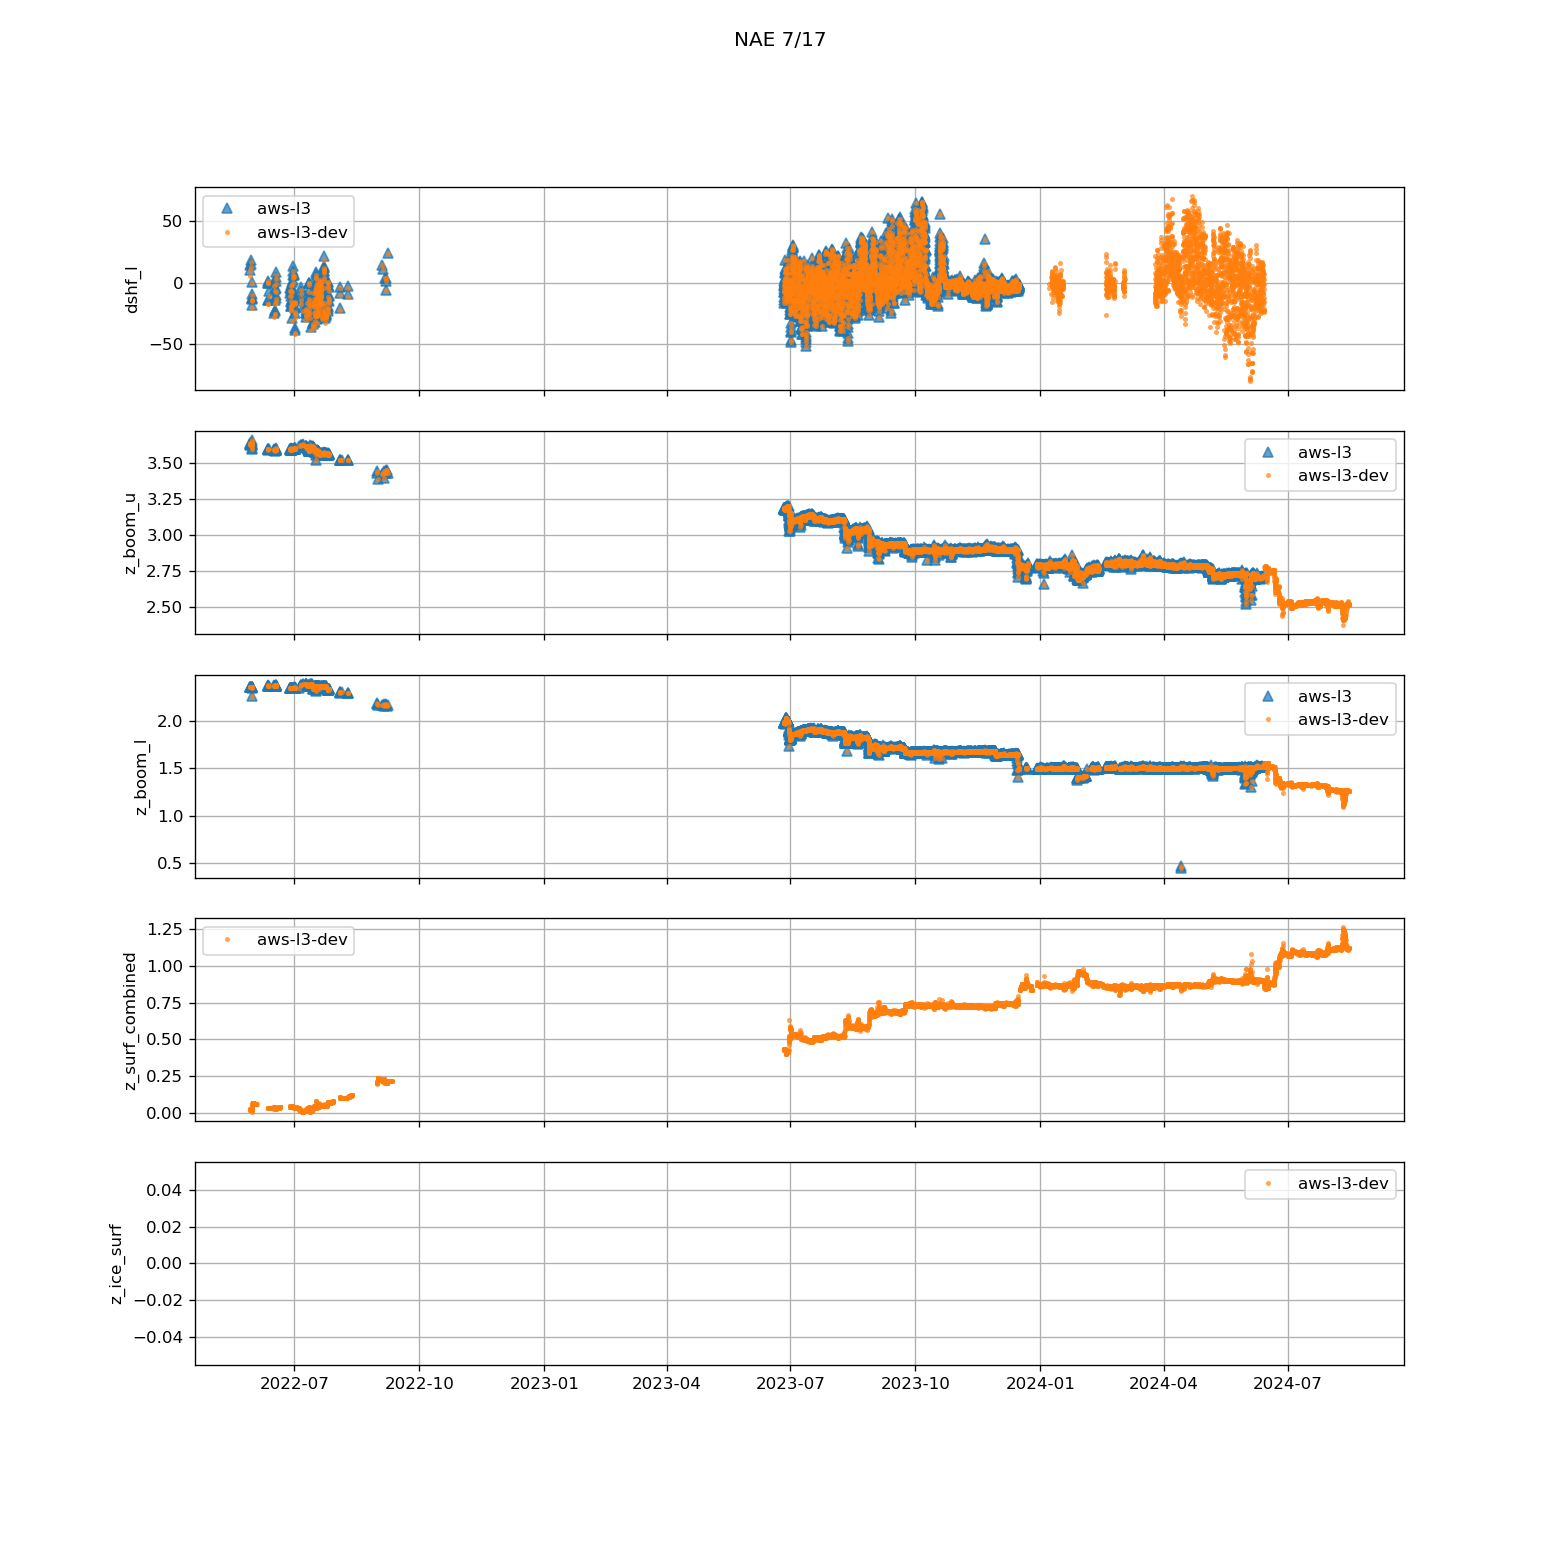 NAE 7/17
aws-l3
aws-l3-dev
50
0
−50
dshf_l
aws-l3
aws-l3-dev
3.50
3.25
3.00
2.75
2.50
z_boom_u
aws-l3
aws-l3-dev
2.0
1.5
1.0
0.5
z_boom_l
aws-l3-dev
1.25
1.00
0.75
0.50
0.25
0.00
z_surf_combined
aws-l3-dev
0.04
0.02
0.00
−0.02
−0.04
z_ice_surf
2022-07 2022-10 2023-01 2023-04 2023-07 2023-10 2024-01 2024-04 2024-07